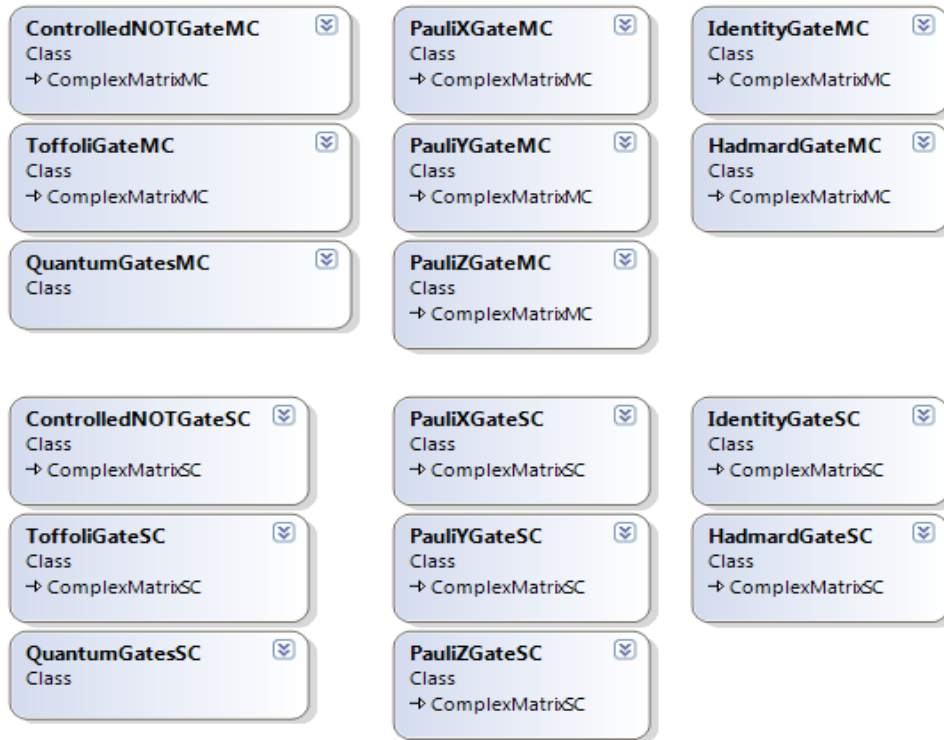 ControlledNOTGateMC
Class
ComplexMatrixMC
ToffoliGateMC
Class
ComplexMatrixMC
QuantumGatesMC
Class
PauliXGateMC
Class
ComplexMatrixMC
PauliYGateMC
Class
ComplexMatrixMC
PauliZGateMC
Class
ComplexMatrixMC
IdentityGateMC
Class
ComplexMatrixMC
HadmardGateMC
Class
ComplexMatrixMC
ControlledNOTGateSC
Class
ComplexMatrixSC
ToffoliGateSC
Class
ComplexMatrixSC
QuantumGatesSC
Class
PauliXGateSC
Class
ComplexMatrixSC
PauliYGateSC
Class
ComplexMatrixSC
PauliZGateSC
Class
ComplexMatrixSC
IdentityGateSC
Class
ComplexMatrixSC
HadmardGateSC
Class
ComplexMatrixSC